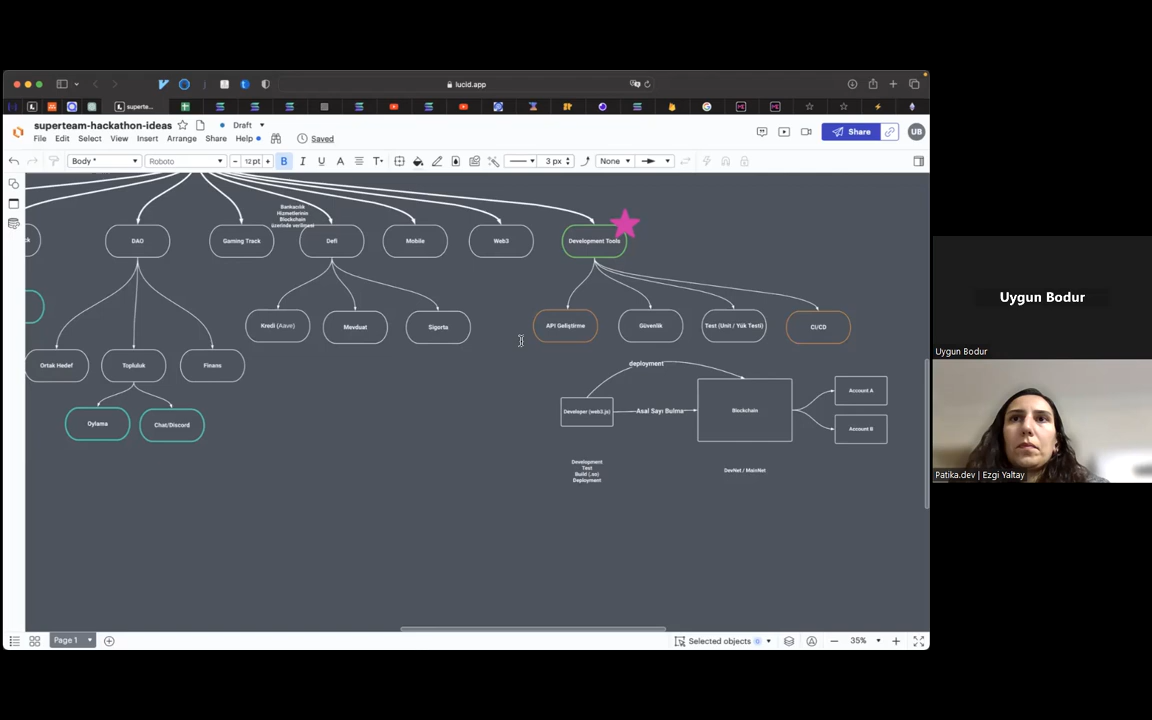 lucid.app
superte...
superteam-hackathon-ideas
Draft
File Edit View Insert Arrange Share Help
Saved
Share
UB
Body *
Roboto
12 pt
B
I
U
A
T
3 px
None
Bankacılık
Hizmetlerinin
Blockchain
üzerinde verilmesi
DAO
Gaming Track
Defi
Mobile
Web3
Development Tools
Kredi (Aave)
Mevduat
Sigorta
API Geliştirme
Güvenlik
Test (Unit / Yük Testi)
CI/CD
Ortak Hedef
Topluluk
Finans
deployment
Developer (web3.js)
Asal Sayı Bulma
Blockchain
Account A
Account B
Oylama
Chat/Discord
Development
Test
Build (.so)
Deployment
DevNet / MainNet
Page 1
Selected objects
0
35%
Uygun Bodur
Uygun Bodur
Patika.dev | Ezgi Yaltay